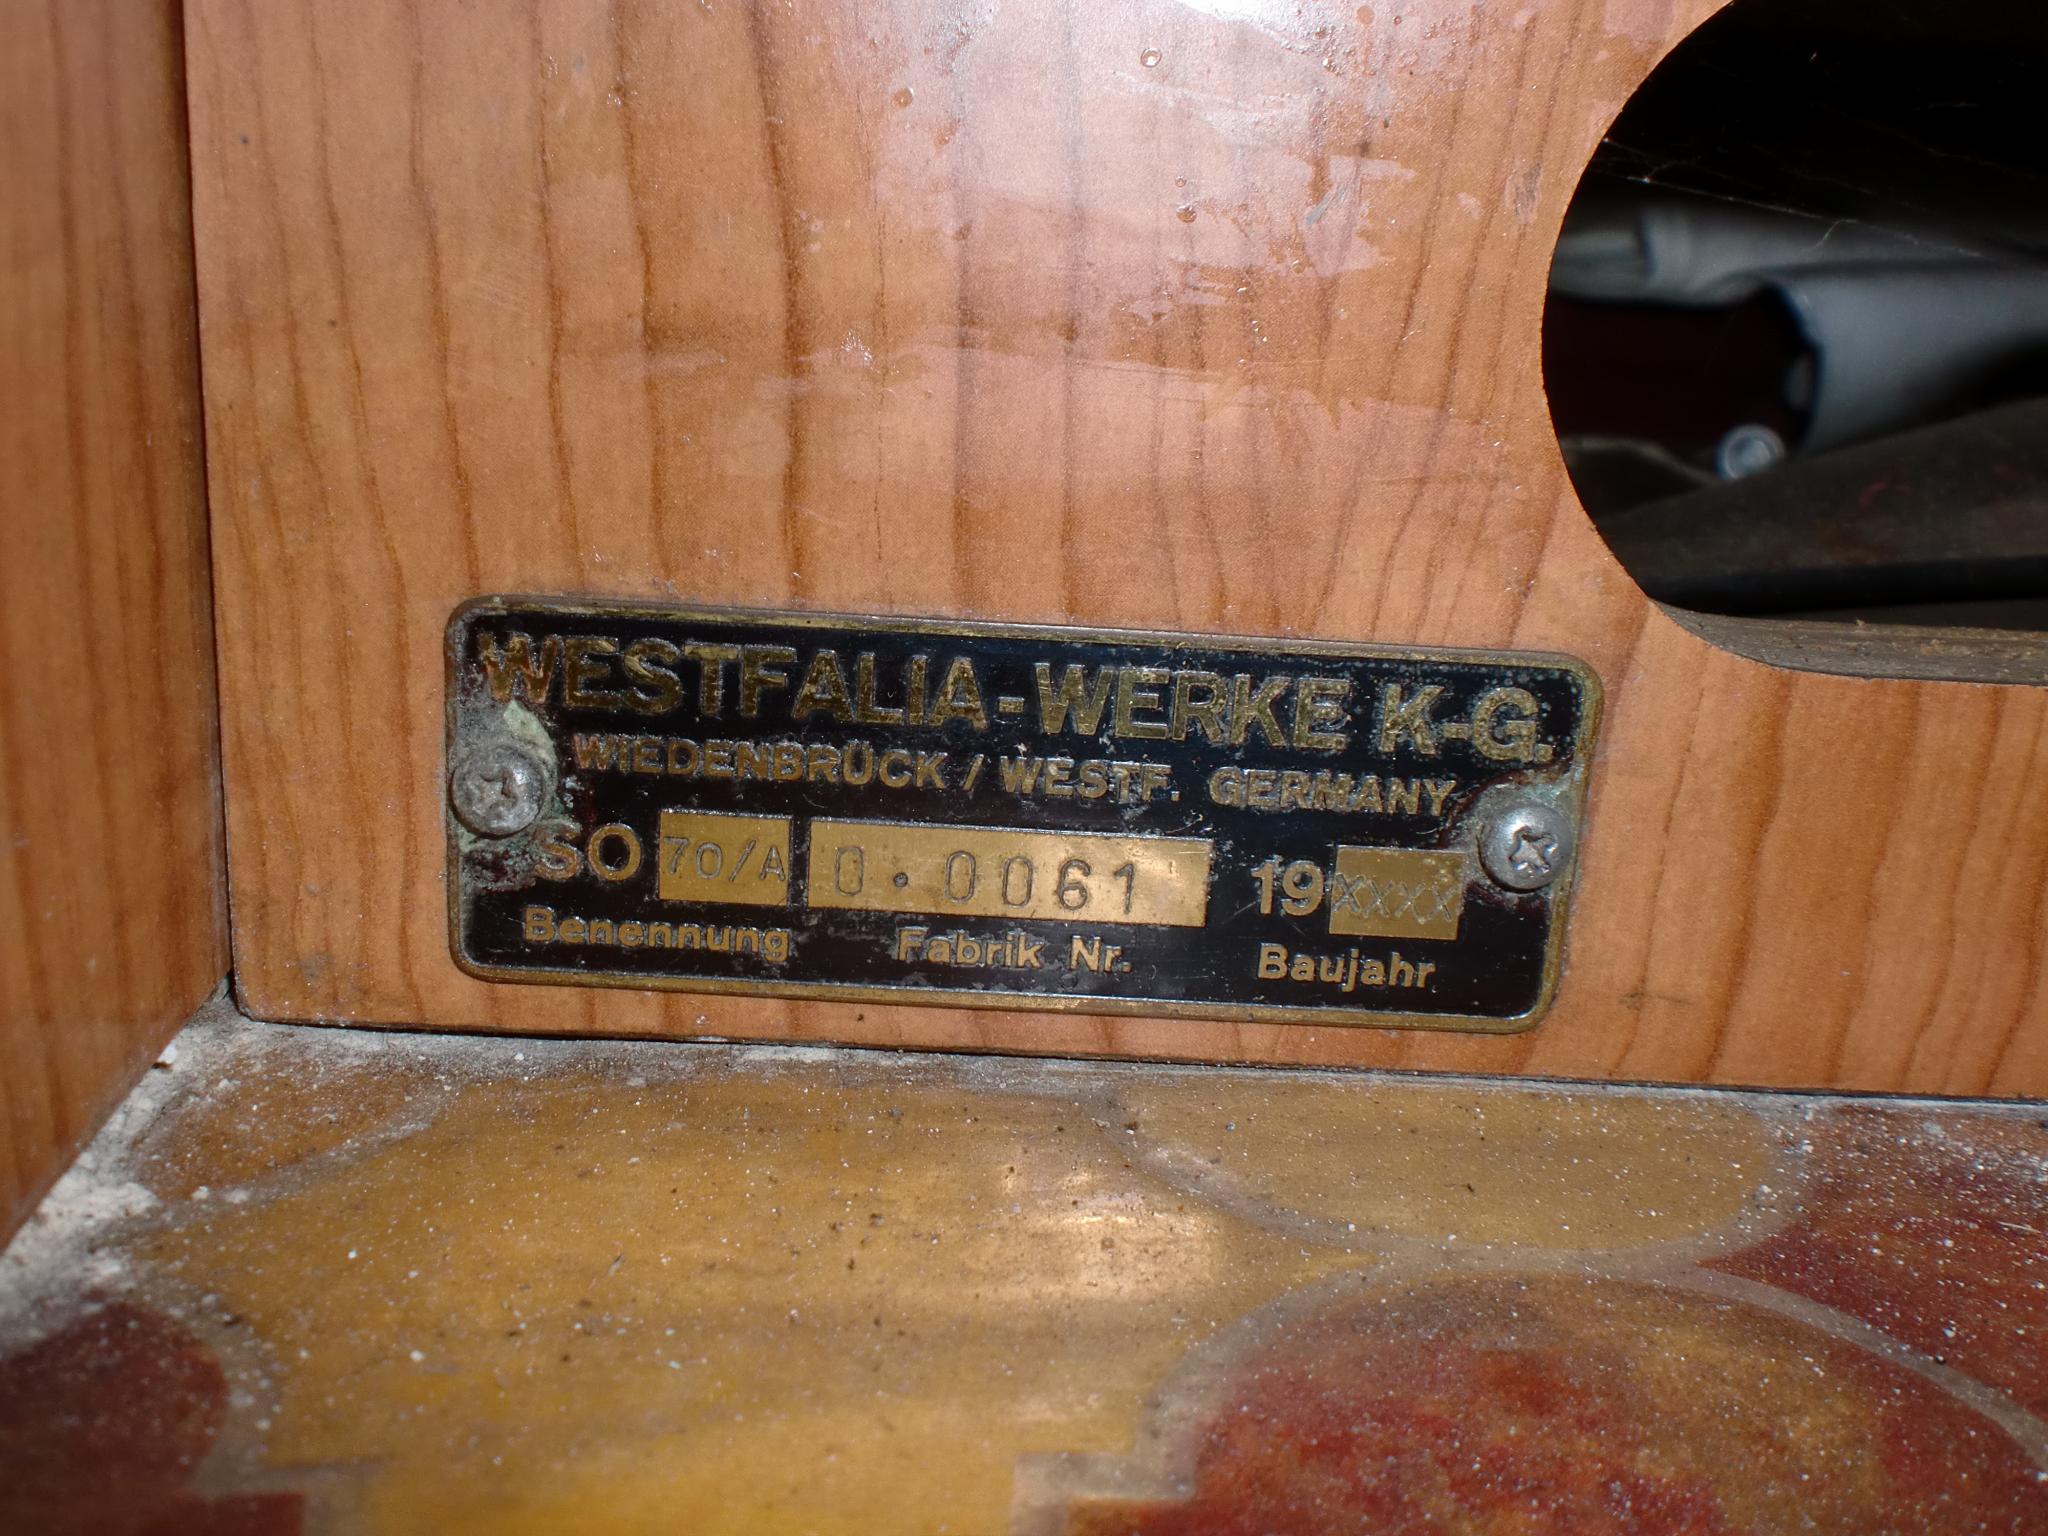 WESTFALIA-WERKE K-G.
WIEDENBRÜCK / WESTF. GERMANY
SO 70/A 0.0061 19XXXX
Benennung Fabrik Nr. Baujahr